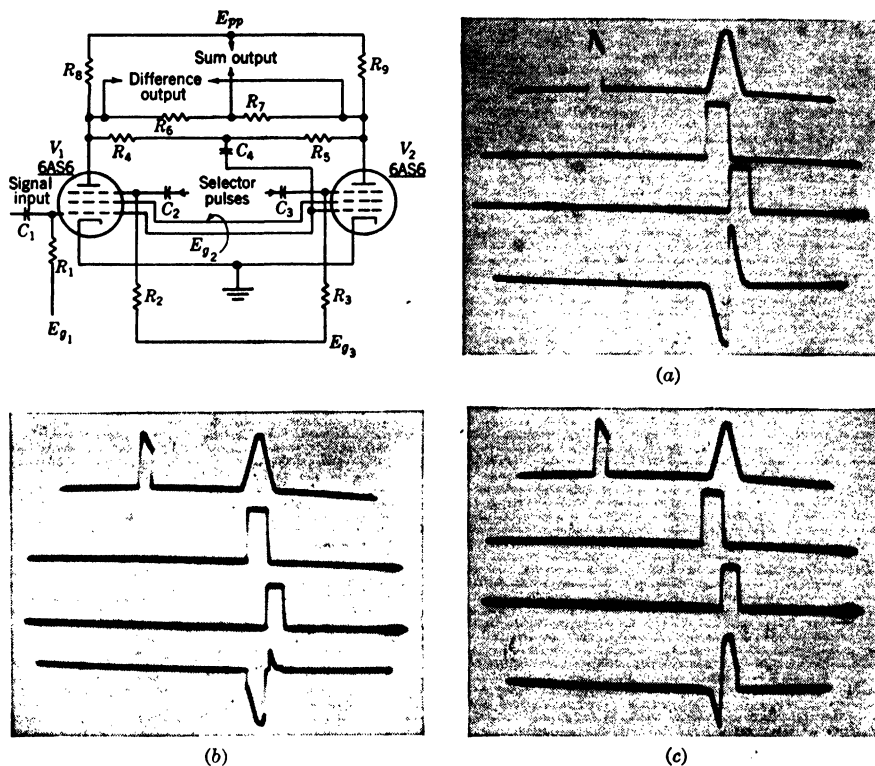 E_pp
Sum output
R_8
R_9
Difference
output
R_7
R_6
R_4
R_5
C_4
V_1
6AS6
V_2
6AS6
Signal
input
Selector
pulses
C_2
C_3
C_1
E_g2
R_1
R_2
R_3
E_g1
E_g3
(a)
(b)
(c)